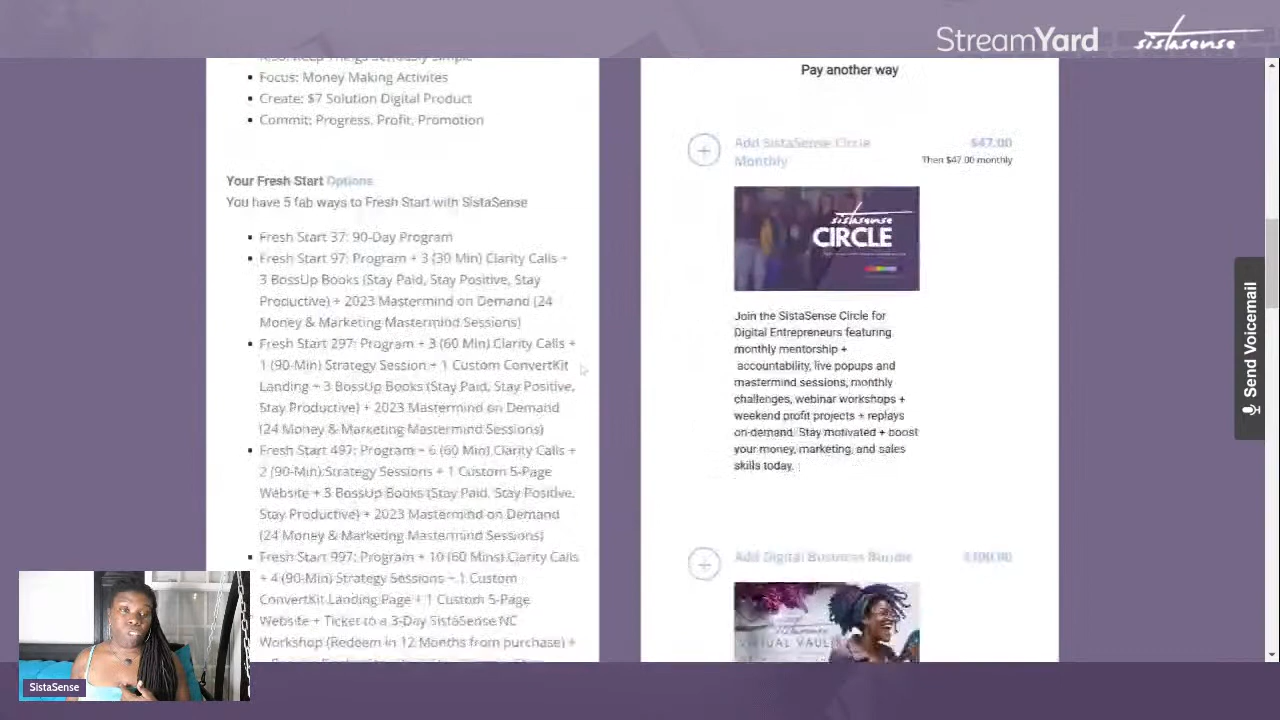 StreamYard
sistasense
Focus: Money Making Activites
Create: $7 Solution Digital Product
Commit: Progress, Profit, Promotion
Your Fresh Start Options
You have 5 fab ways to Fresh Start with SistaSense
Fresh Start 37: 90-Day Program
Fresh Start 97: Program + 3 (30 Min) Clarity Calls +
3 BossUp Books (Stay Paid, Stay Positive, Stay
Productive) + 2023 Mastermind on Demand (24
Money & Marketing Mastermind Sessions)
Fresh Start 297: Program + 3 (60 Min) Clarity Calls +
1 (90-Min) Strategy Session + 1 Custom ConvertKit
Landing + 3 BossUp Books (Stay Paid, Stay Positive,
Stay Productive) + 2023 Mastermind on Demand
(24 Money & Marketing Mastermind Sessions)
Fresh Start 497: Program + 6 (60 Min) Clarity Calls +
2 (90-Min) Strategy Sessions + 1 Custom 5-Page
Website + 3 BossUp Books (Stay Paid, Stay Positive,
Stay Productive) + 2023 Mastermind on Demand
(24 Money & Marketing Mastermind Sessions)
Fresh Start 997: Program + 10 (60 Mins) Clarity Calls
+ 4 (90-Min) Strategy Sessions + 1 Custom
ConvertKit Landing Page + 1 Custom 5-Page
Website + Ticket to a 3-Day SistaSense NC
Workshop (Redeem in 12 Months from purchase) +
Pay another way
Add SistaSense Circle $47.00
Monthly Then $47.00 monthly
sistasense
CIRCLE
Join the SistaSense Circle for
Digital Entrepreneurs featuring
monthly mentorship +
accountability, live popups and
mastermind sessions, monthly
challenges, webinar workshops +
weekend profit projects + replays
on-demand. Stay motivated + boost
your money, marketing, and sales
skills today.
Add Digital Business Bundle
VIRTUAL VAULT
Send Voicemail
SistaSense